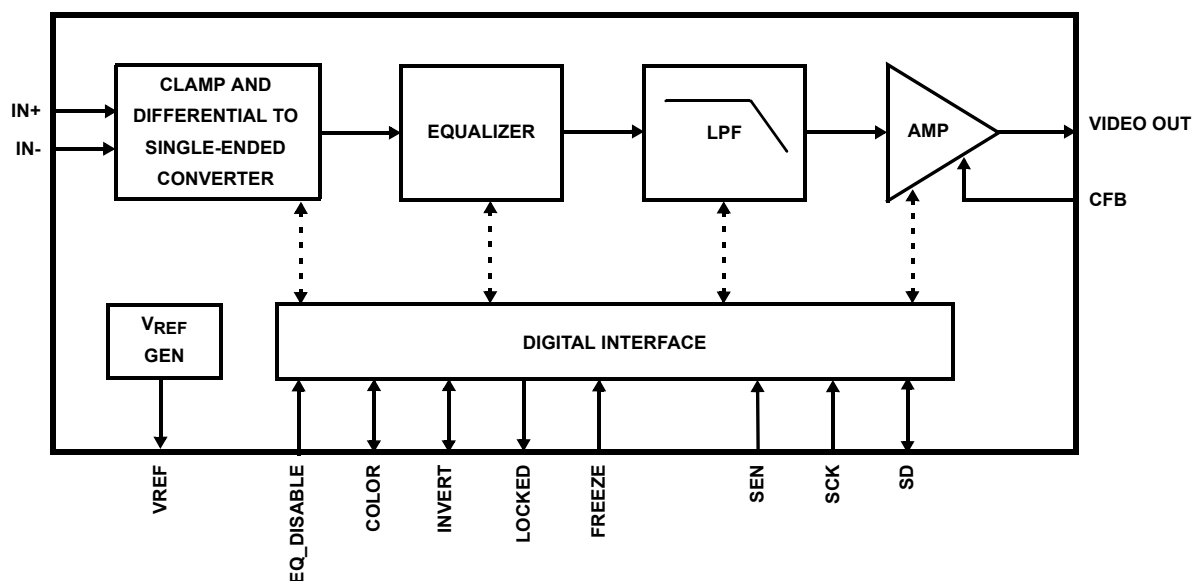 IN+
IN-
CLAMP AND
DIFFERENTIAL TO
SINGLE-ENDED
CONVERTER
EQUALIZER
LPF
AMP
VIDEO OUT
CFB
VREF
GEN
DIGITAL INTERFACE
VREF
EQ_DISABLE
COLOR
INVERT
LOCKED
FREEZE
SEN
SCK
SD